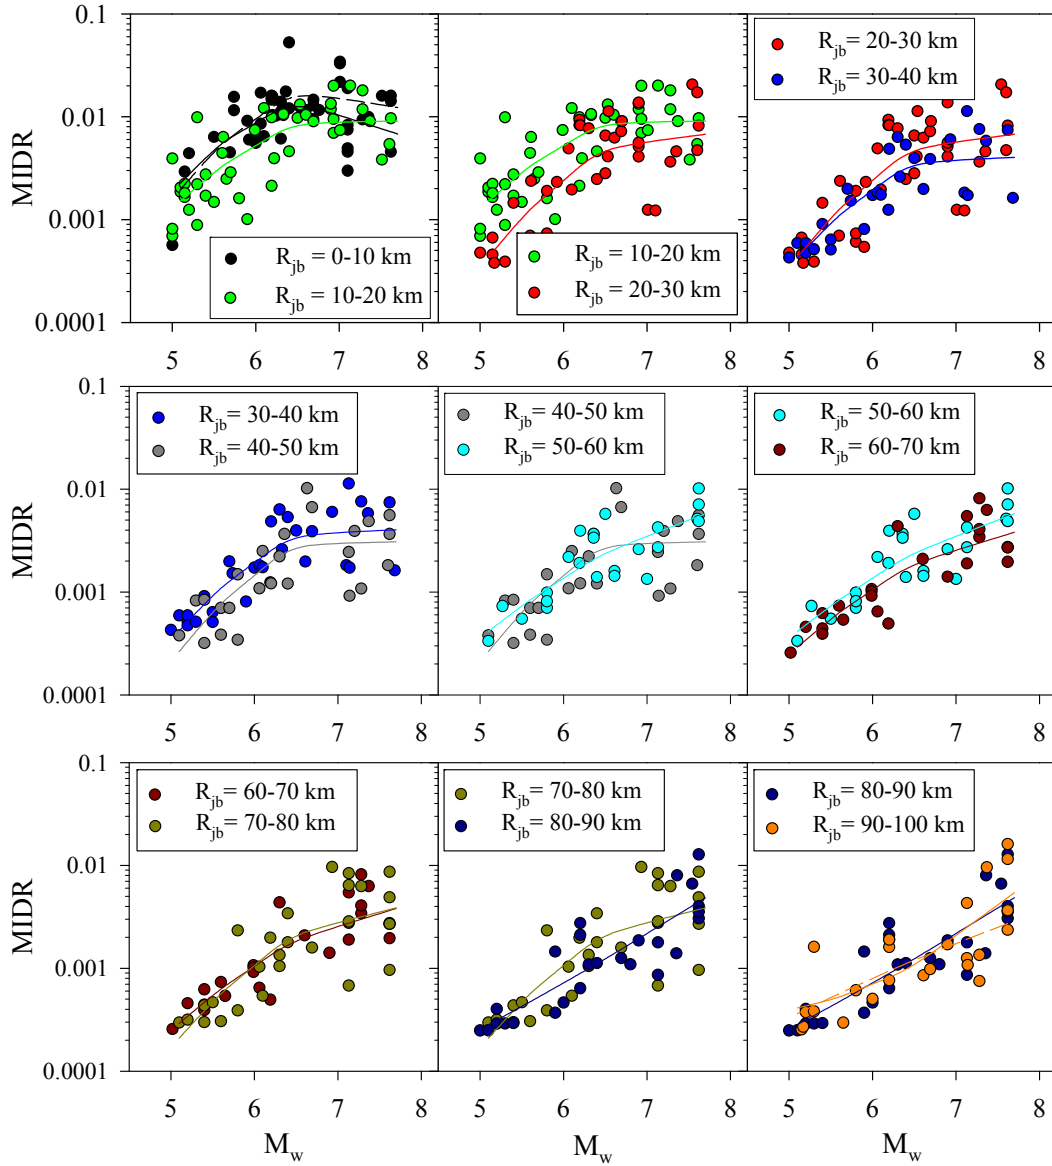 0.1
0.01
0.001
0.0001
MIDR
R_jb = 0-10 km
R_jb = 10-20 km
R_jb = 10-20 km
R_jb = 20-30 km
R_jb= 20-30 km
R_jb= 30-40 km
5 6 7 8 5 6 7 8 5 6 7 8
0.1
0.01
0.001
0.0001
MIDR
R_jb= 30-40 km
R_jb= 40-50 km
R_jb= 40-50 km
R_jb= 50-60 km
R_jb= 50-60 km
R_jb= 60-70 km
5 6 7 8 5 6 7 8 5 6 7 8
0.1
0.01
0.001
0.0001
MIDR
R_jb= 60-70 km
R_jb= 70-80 km
R_jb= 70-80 km
R_jb= 80-90 km
R_jb= 80-90 km
R_jb= 90-100 km
5 6 7 8 5 6 7 8 5 6 7 8
M_w M_w M_w